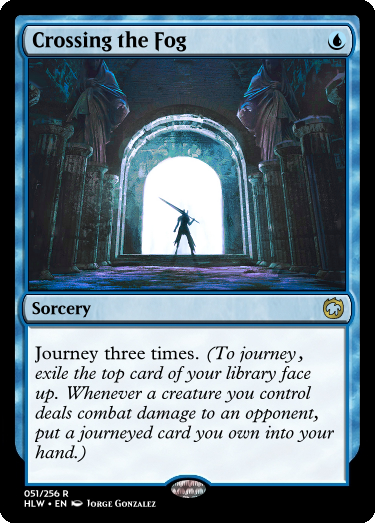 Crossing the Fog
Sorcery
Journey three times. (To journey,
exile the top card of your library face
up. Whenever a creature you control
deals combat damage to an opponent,
put a journeyed card you own into your
hand.)
051/256 R
HLW • EN Jorge Gonzalez